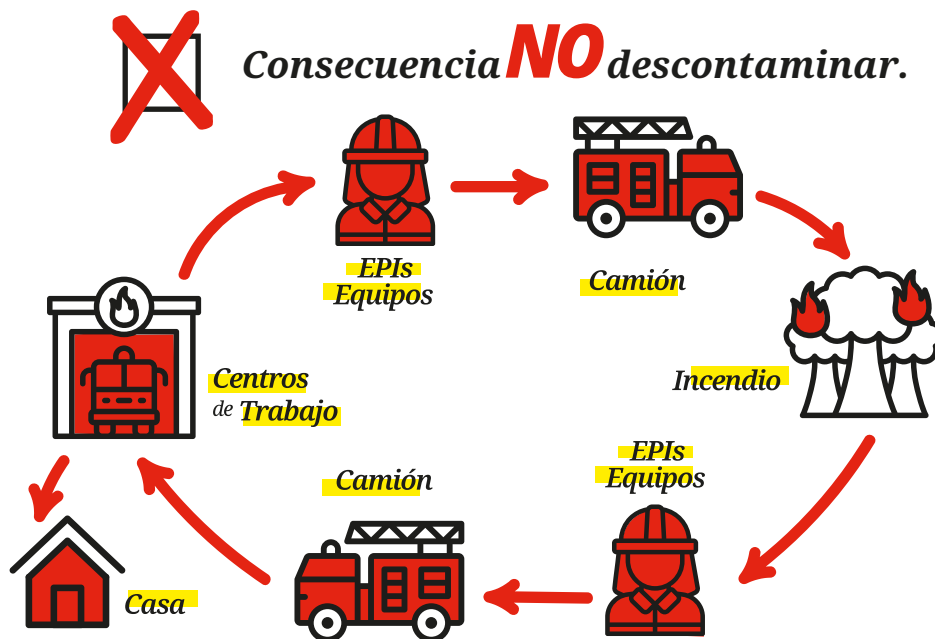 Consecuencia NO descontaminar.
EPIs
Equipos
Camión
Centros
de Trabajo
Incendio
EPIs
Equipos
Camión
Casa